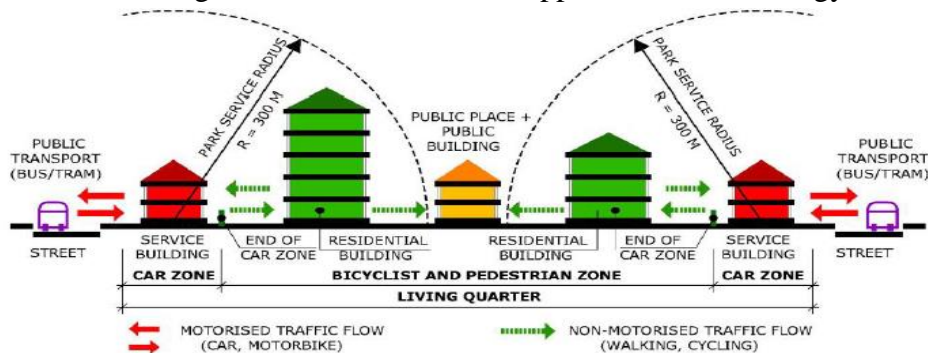 PARK SERVICE RADIUS
R = 300 M
PARK SERVICE RADIUS
R = 300 M
PUBLIC
TRANSPORT
(BUS/TRAM)
PUBLIC PLACE +
PUBLIC
BUILDING
PUBLIC
TRANSPORT
(BUS/TRAM)
STREET
SERVICE
BUILDING
END OF
CAR ZONE
RESIDENTIAL
BUILDING
RESIDENTIAL
BUILDING
END OF
CAR ZONE
SERVICE
BUILDING
STREET
CAR ZONE
BICYCLIST AND PEDESTRIAN ZONE
CAR ZONE
LIVING QUARTER
MOTORISED TRAFFIC FLOW
(CAR, MOTORBIKE)
NON-MOTORISED TRAFFIC FLOW
(WALKING, CYCLING)